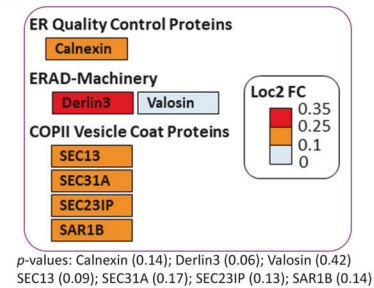 ER Quality Control Proteins
Calnexin
ERAD-Machinery
Derlin3 Valosin
COPII Vesicle Coat Proteins
SEC13
SEC31A
SEC23IP
SAR1B
Loc2 FC
0.35
0.25
0.1
0
p-values: Calnexin (0.14); Derlin3 (0.06); Valosin (0.42)
SEC13 (0.09); SEC31A (0.17); SEC23IP (0.13); SAR1B (0.14)